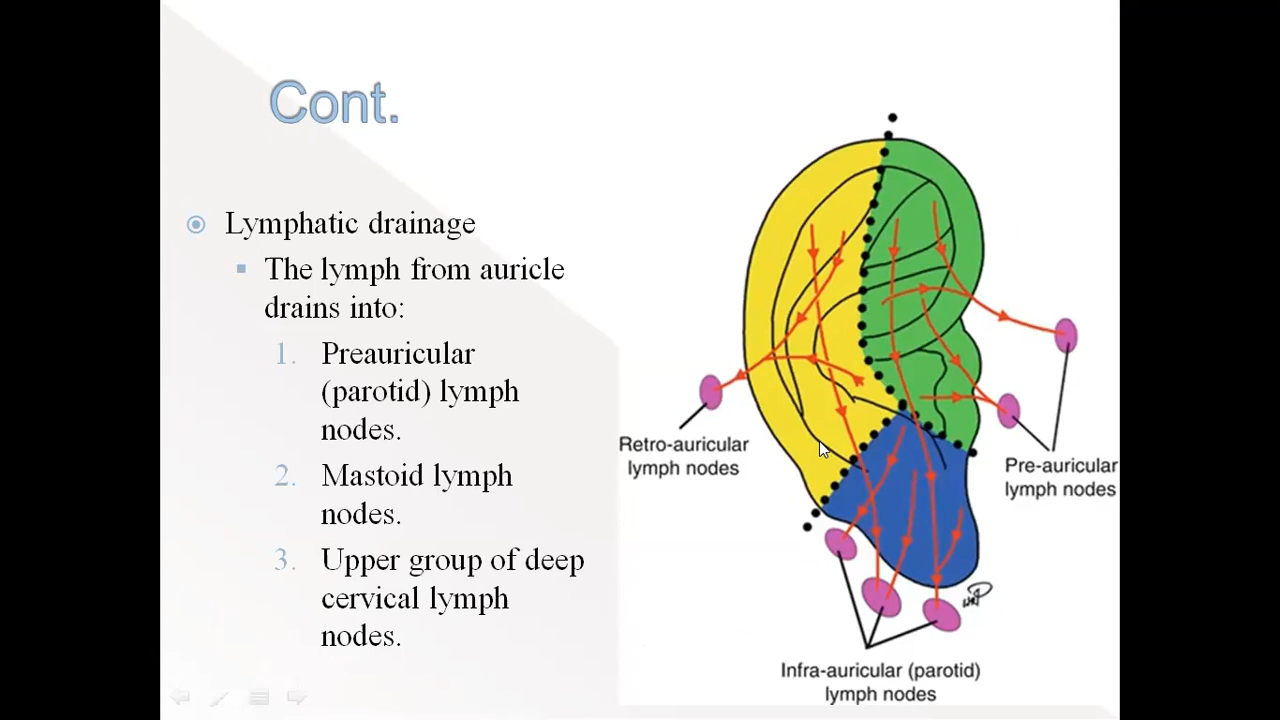 Cont.
Lymphatic drainage
The lymph from auricle
drains into:
1. Preauricular
(parotid) lymph
nodes.
2. Mastoid lymph
nodes.
3. Upper group of deep
cervical lymph
nodes.
Retro-auricular
lymph nodes
Pre-auricular
lymph nodes
Infra-auricular (parotid)
lymph nodes